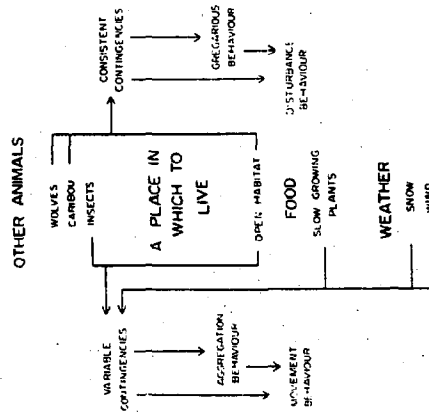 OTHER ANIMALS
WOLVES
CARIBOU
INSECTS
A PLACE IN
WHICH TO
LIVE
OPEN HABITAT
FOOD
SLOW GROWING
PLANTS
WEATHER
SNOW
WIND
CONSISTENT
CONTINGENCIES
GREGARIOUS
BEHAVIOUR
DISTURBANCE
BEHAVIOUR
VARIABLE
CONTINGENCIES
AGGREGATION
BEHAVIOUR
MOVEMENT
BEHAVIOUR